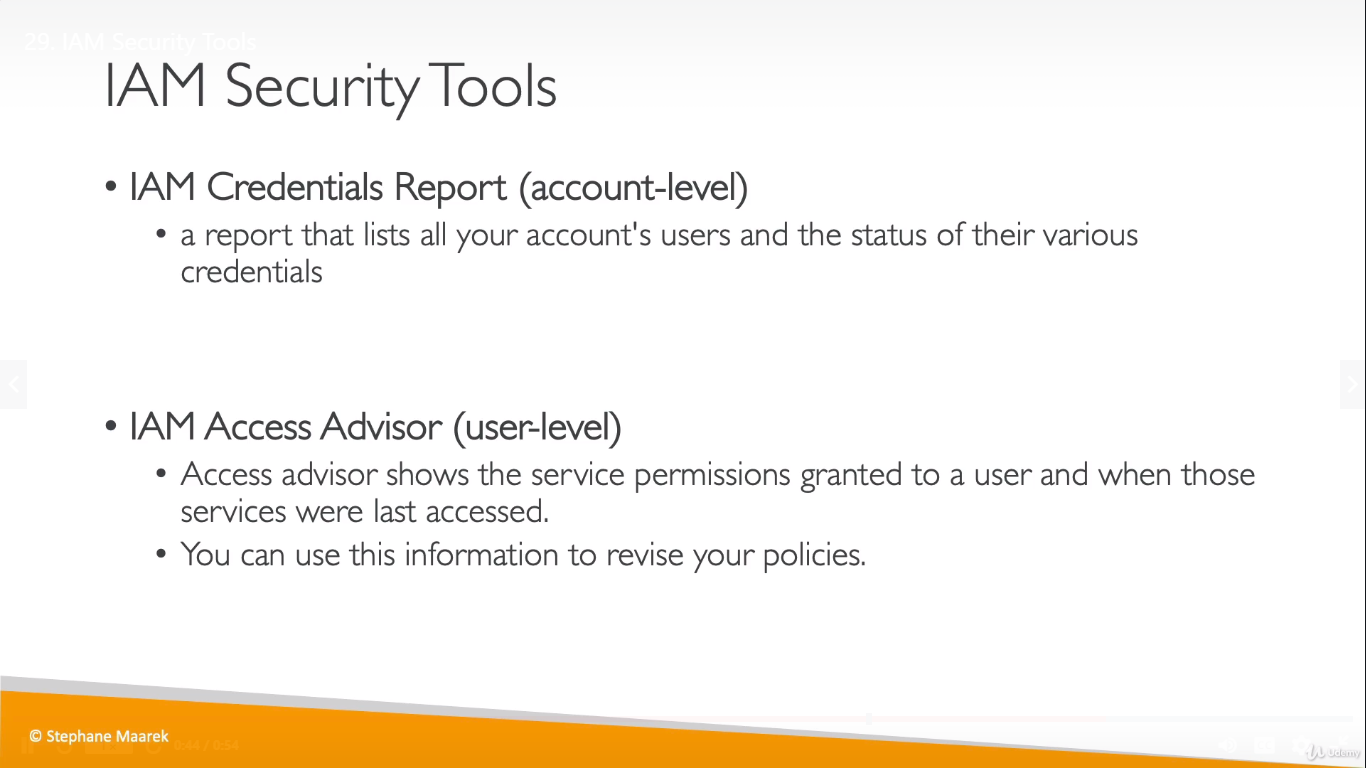 29. IAM Security Tools
IAM Security Tools
• IAM Credentials Report (account-level)
• a report that lists all your account's users and the status of their various
credentials
• IAM Access Advisor (user-level)
• Access advisor shows the service permissions granted to a user and when those
services were last accessed.
• You can use this information to revise your policies.
© Stephane Maarek
0:44 / 0:54
Udemy